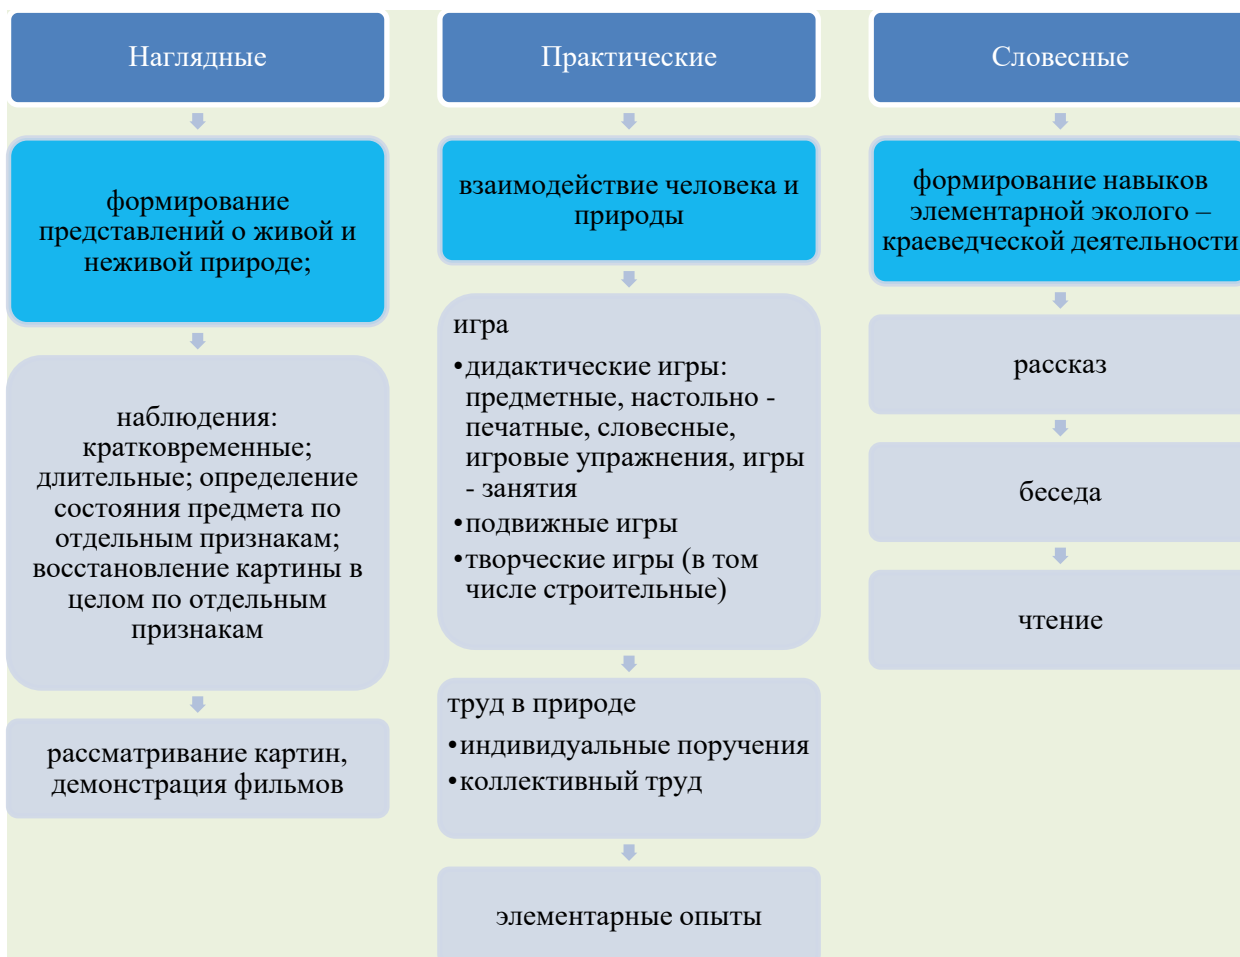 Наглядные
формирование
представлений о живой и
неживой природе;
наблюдения:
кратковременные;
длительные; определение
состояния предмета по
отдельным признакам;
восстановление картины в
целом по отдельным
признакам
рассматривание картин,
демонстрация фильмов
Практические
взаимодействие человека и
природы
игра
•дидактические игры:
предметные, настольно -
печатные, словесные,
игровые упражнения, игры
- занятия
•подвижные игры
•творческие игры (в том
числе строительные)
труд в природе
•индивидуальные поручения
•коллективный труд
элементарные опыты
Словесные
формирование навыков
элементарной эколого –
краеведческой деятельности
рассказ
беседа
чтение